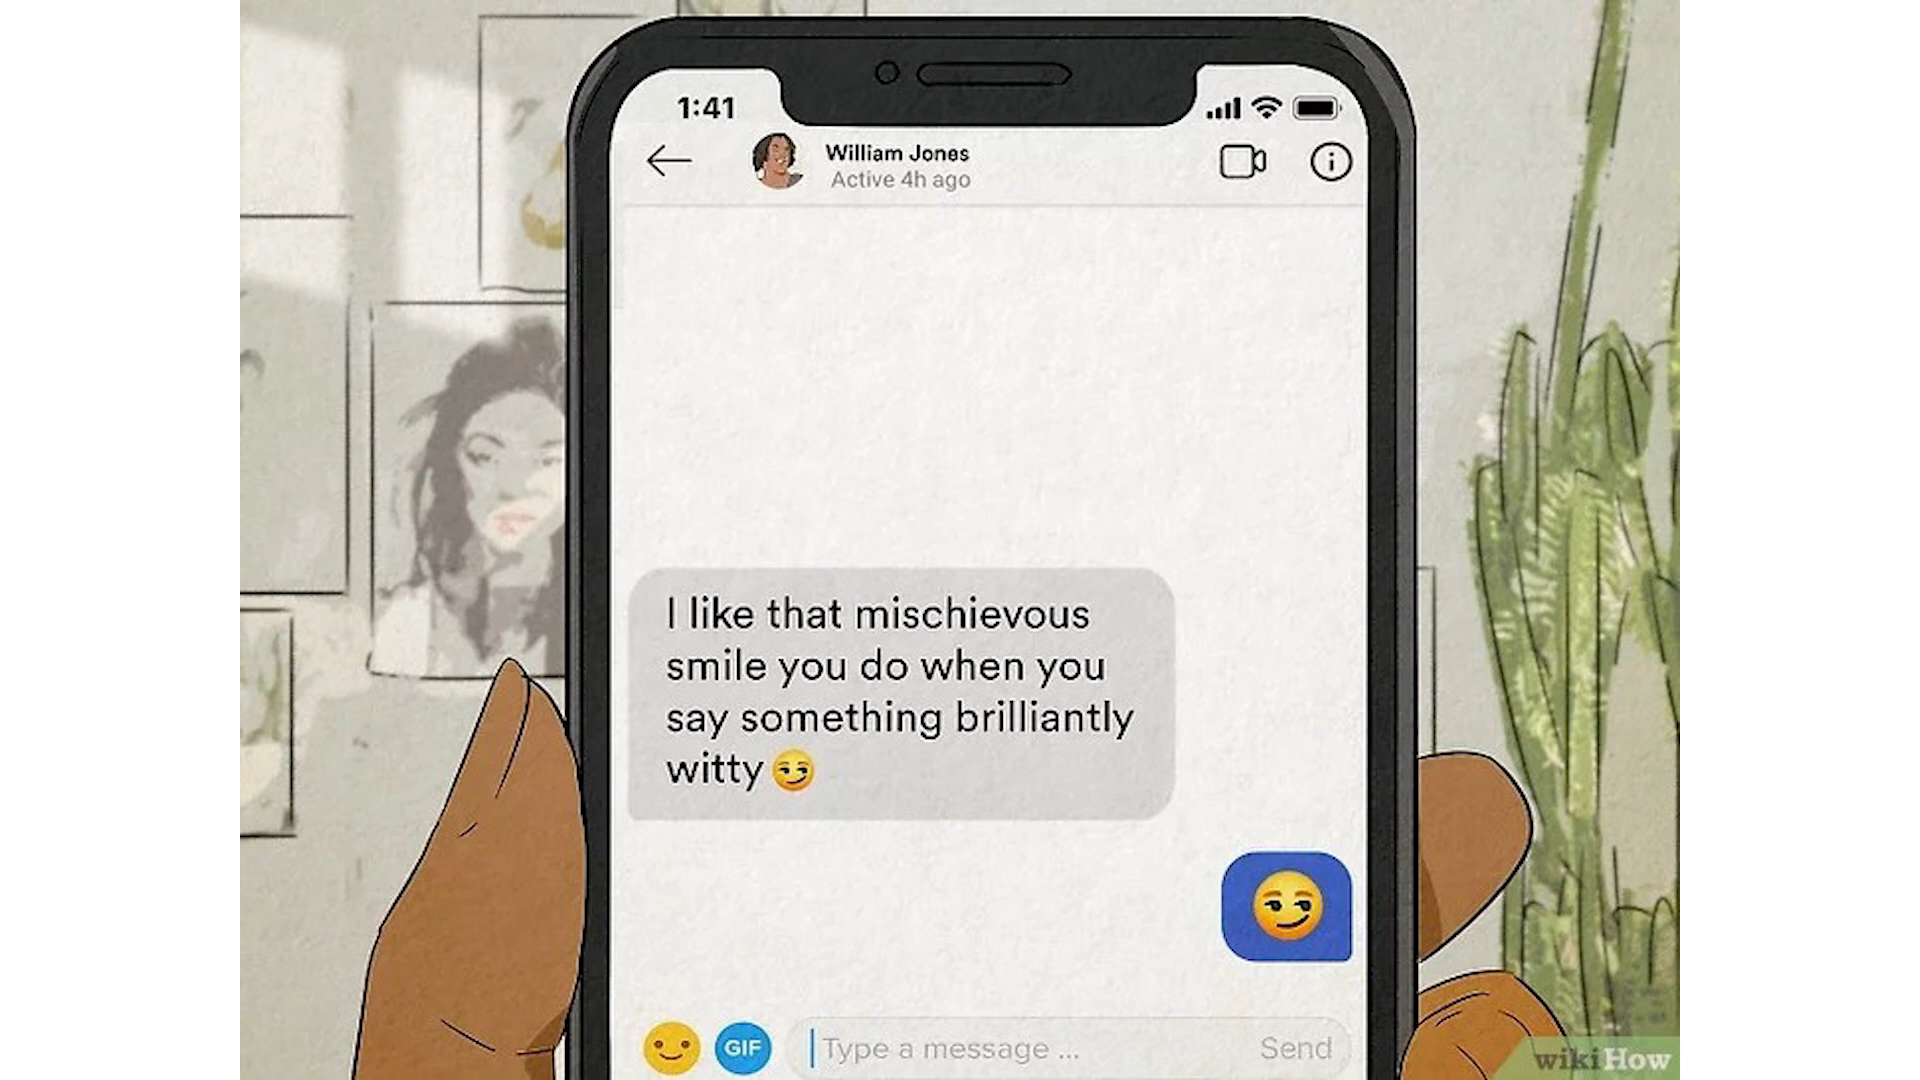 1:41
William Jones
Active 4h ago
I like that mischievous
smile you do when you
say something brilliantly
witty😏
😏
GIF
Type a message ...
Send
wikiHow